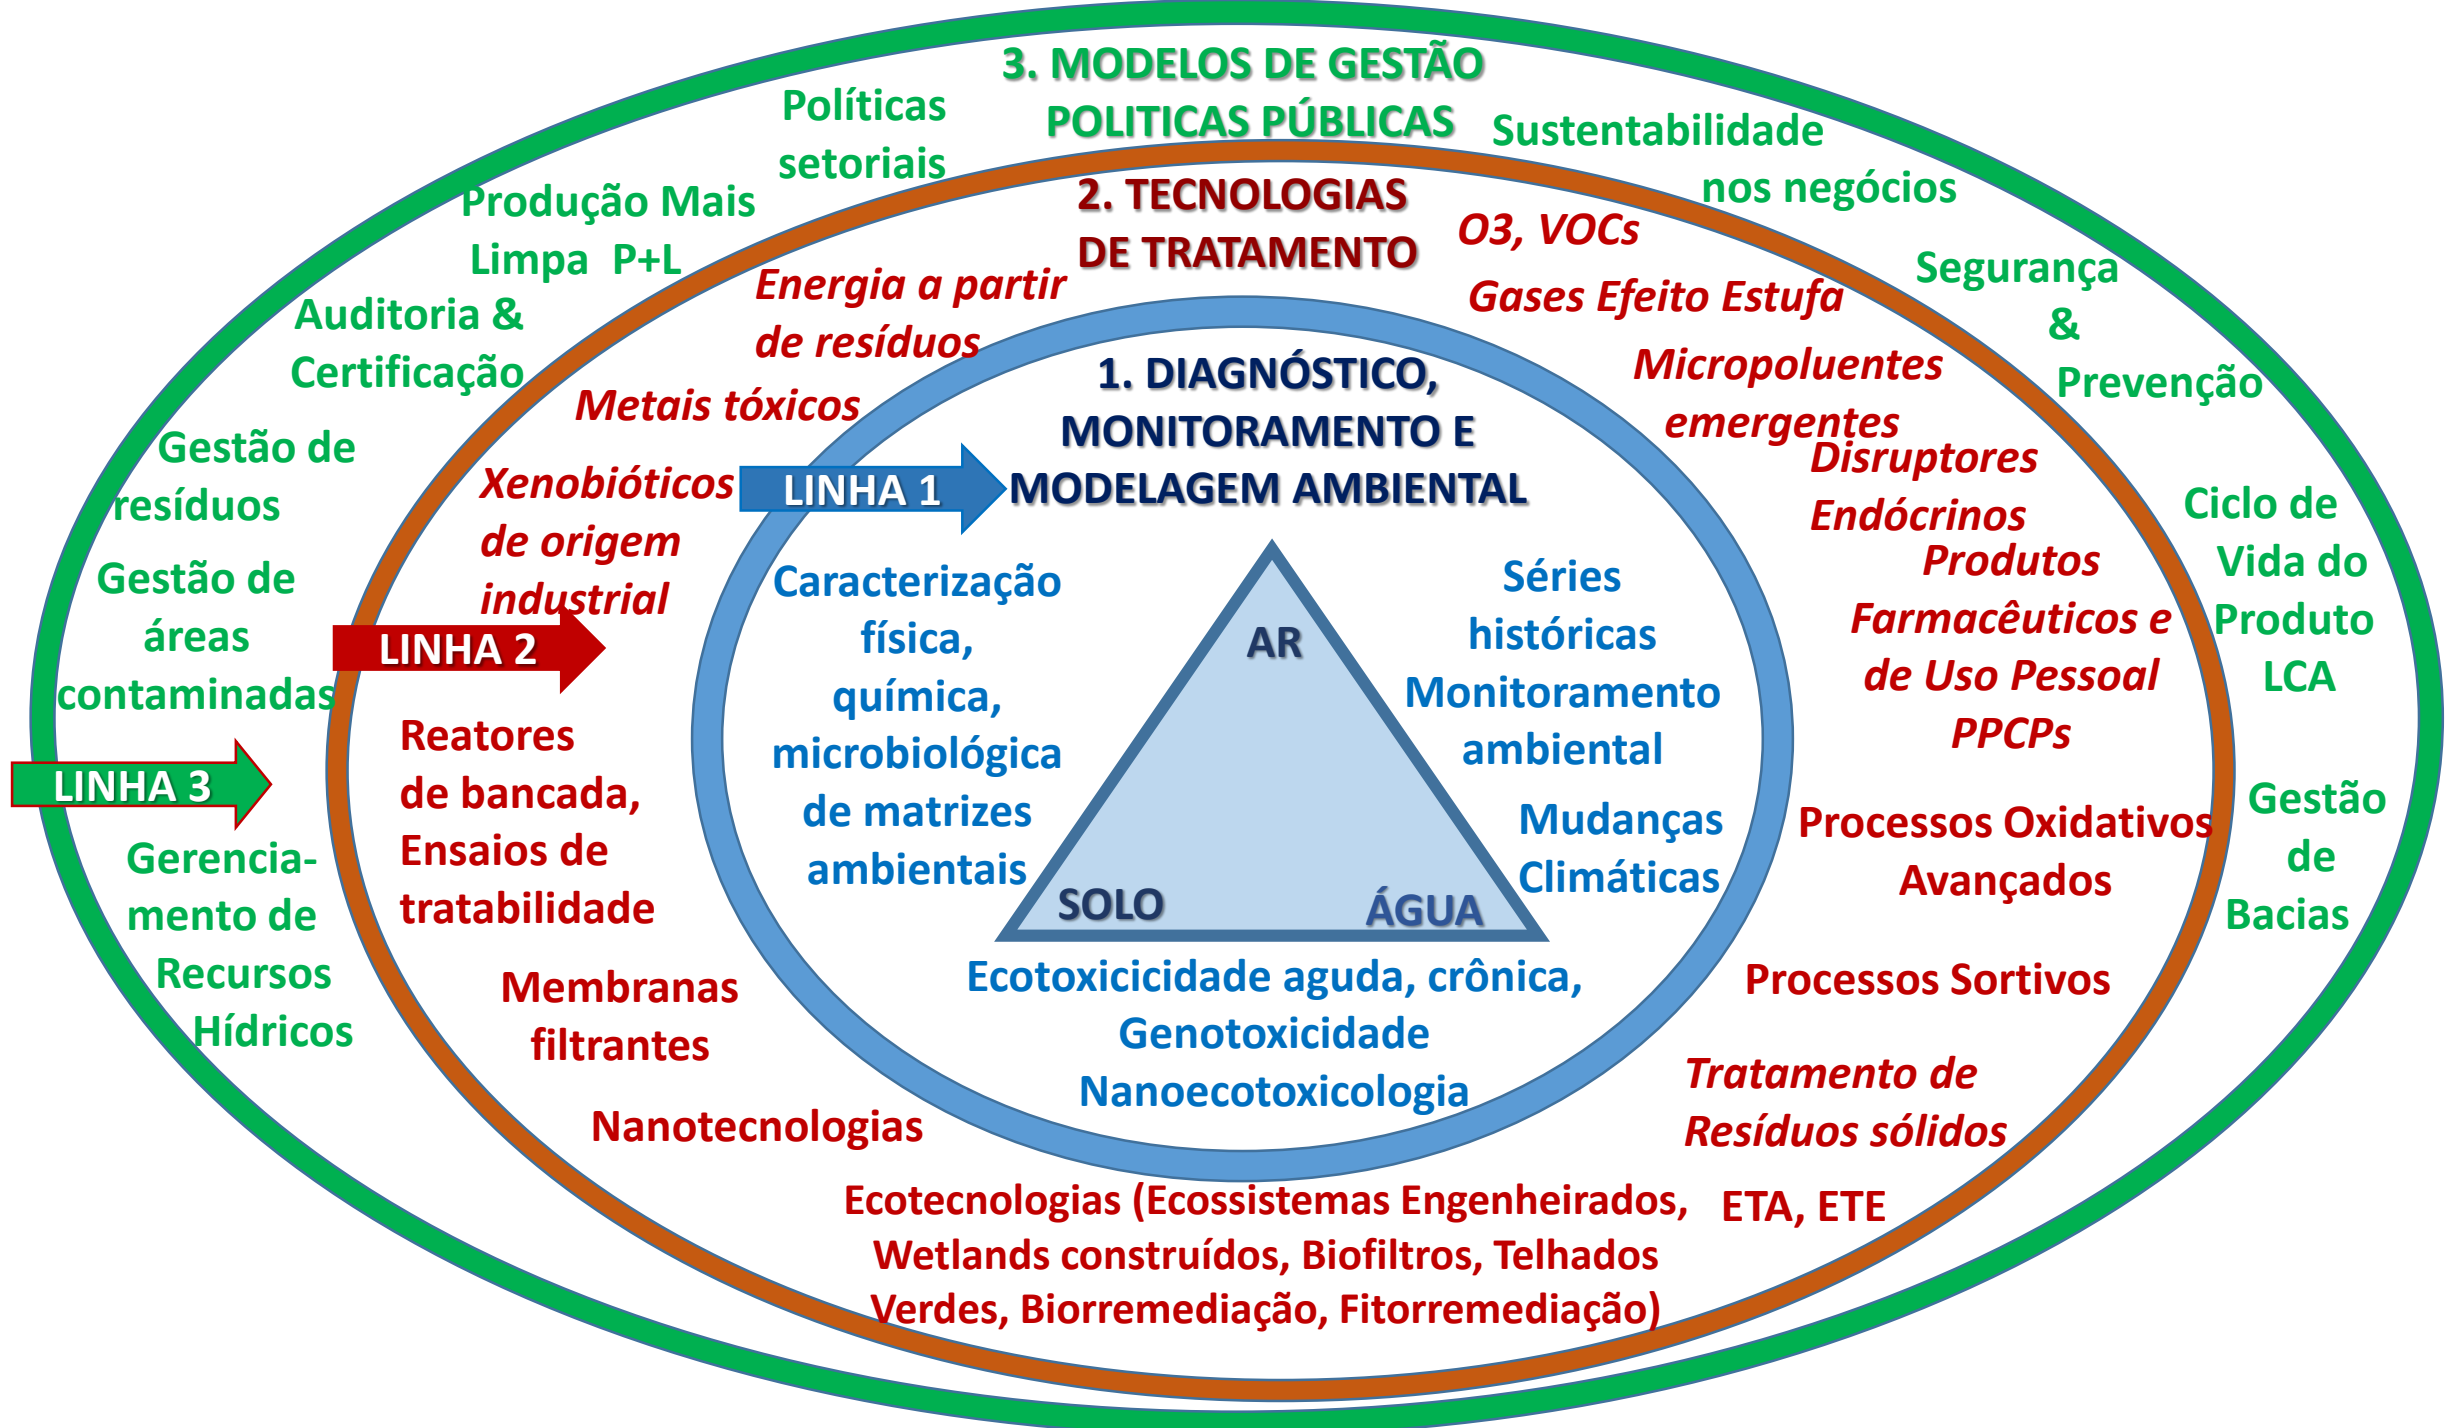 3. MODELOS DE GESTÃO
POLITICAS PÚBLICAS
Políticas
setoriais
Produção Mais
Limpa P+L
Auditoria &
Certificação
Gestão de
resíduos
Gestão de
áreas
contaminadas
LINHA 3
Gerencia-
mento de
Recursos
Hídricos
Sustentabilidade
nos negócios
Segurança
&
Prevenção
Ciclo de
Vida do
Produto
LCA
Gestão
de
Bacias
2. TECNOLOGIAS
DE TRATAMENTO
Energia a partir
de resíduos
Metais tóxicos
Xenobióticos
de origem
industrial
LINHA 2
Reatores
de bancada,
Ensaios de
tratabilidade
Membranas
filtrantes
Nanotecnologias
O3, VOCs
Gases Efeito Estufa
Micropoluentes
emergentes
Disruptores
Endócrinos
Produtos
Farmacêuticos e
de Uso Pessoal
PPCPs
Processos Oxidativos
Avançados
Processos Sortivos
Tratamento de
Resíduos sólidos
ETA, ETE
Ecotecnologias (Ecossistemas Engenheirados,
Wetlands construídos, Biofiltros, Telhados
Verdes, Biorremediação, Fitorremediação)
1. DIAGNÓSTICO,
MONITORAMENTO E
MODELAGEM AMBIENTAL
LINHA 1
Caracterização
física,
química,
microbiológica
de matrizes
ambientais
AR
SOLO
ÁGUA
Séries
históricas
Monitoramento
ambiental
Mudanças
Climáticas
Ecotoxicicidade aguda, crônica,
Genotoxicidade
Nanoecotoxicologia